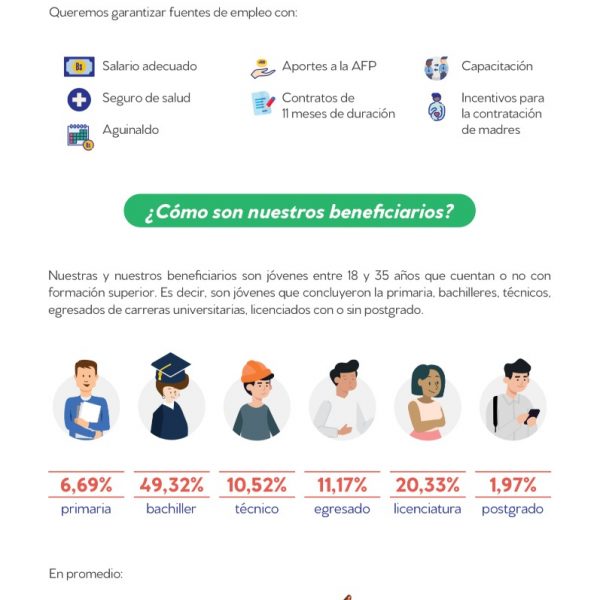 Queremos garantizar fuentes de empleo con:
Salario adecuado
Aportes a la AFP
Capacitación
Seguro de salud
Contratos de
11 meses de duración
Incentivos para
la contratación
de madres
Aguinaldo
¿Cómo son nuestros beneficiarios?
Nuestras y nuestros beneficiarios son jóvenes entre 18 y 35 años que cuentan o no con
formación superior. Es decir, son jóvenes que concluyeron la primaria, bachilleres, técnicos,
egresados de carreras universitarias, licenciados con o sin postgrado.
6,69% 49,32% 10,52% 11,17% 20,33% 1,97%
primaria bachiller técnico egresado licenciatura postgrado
En promedio: